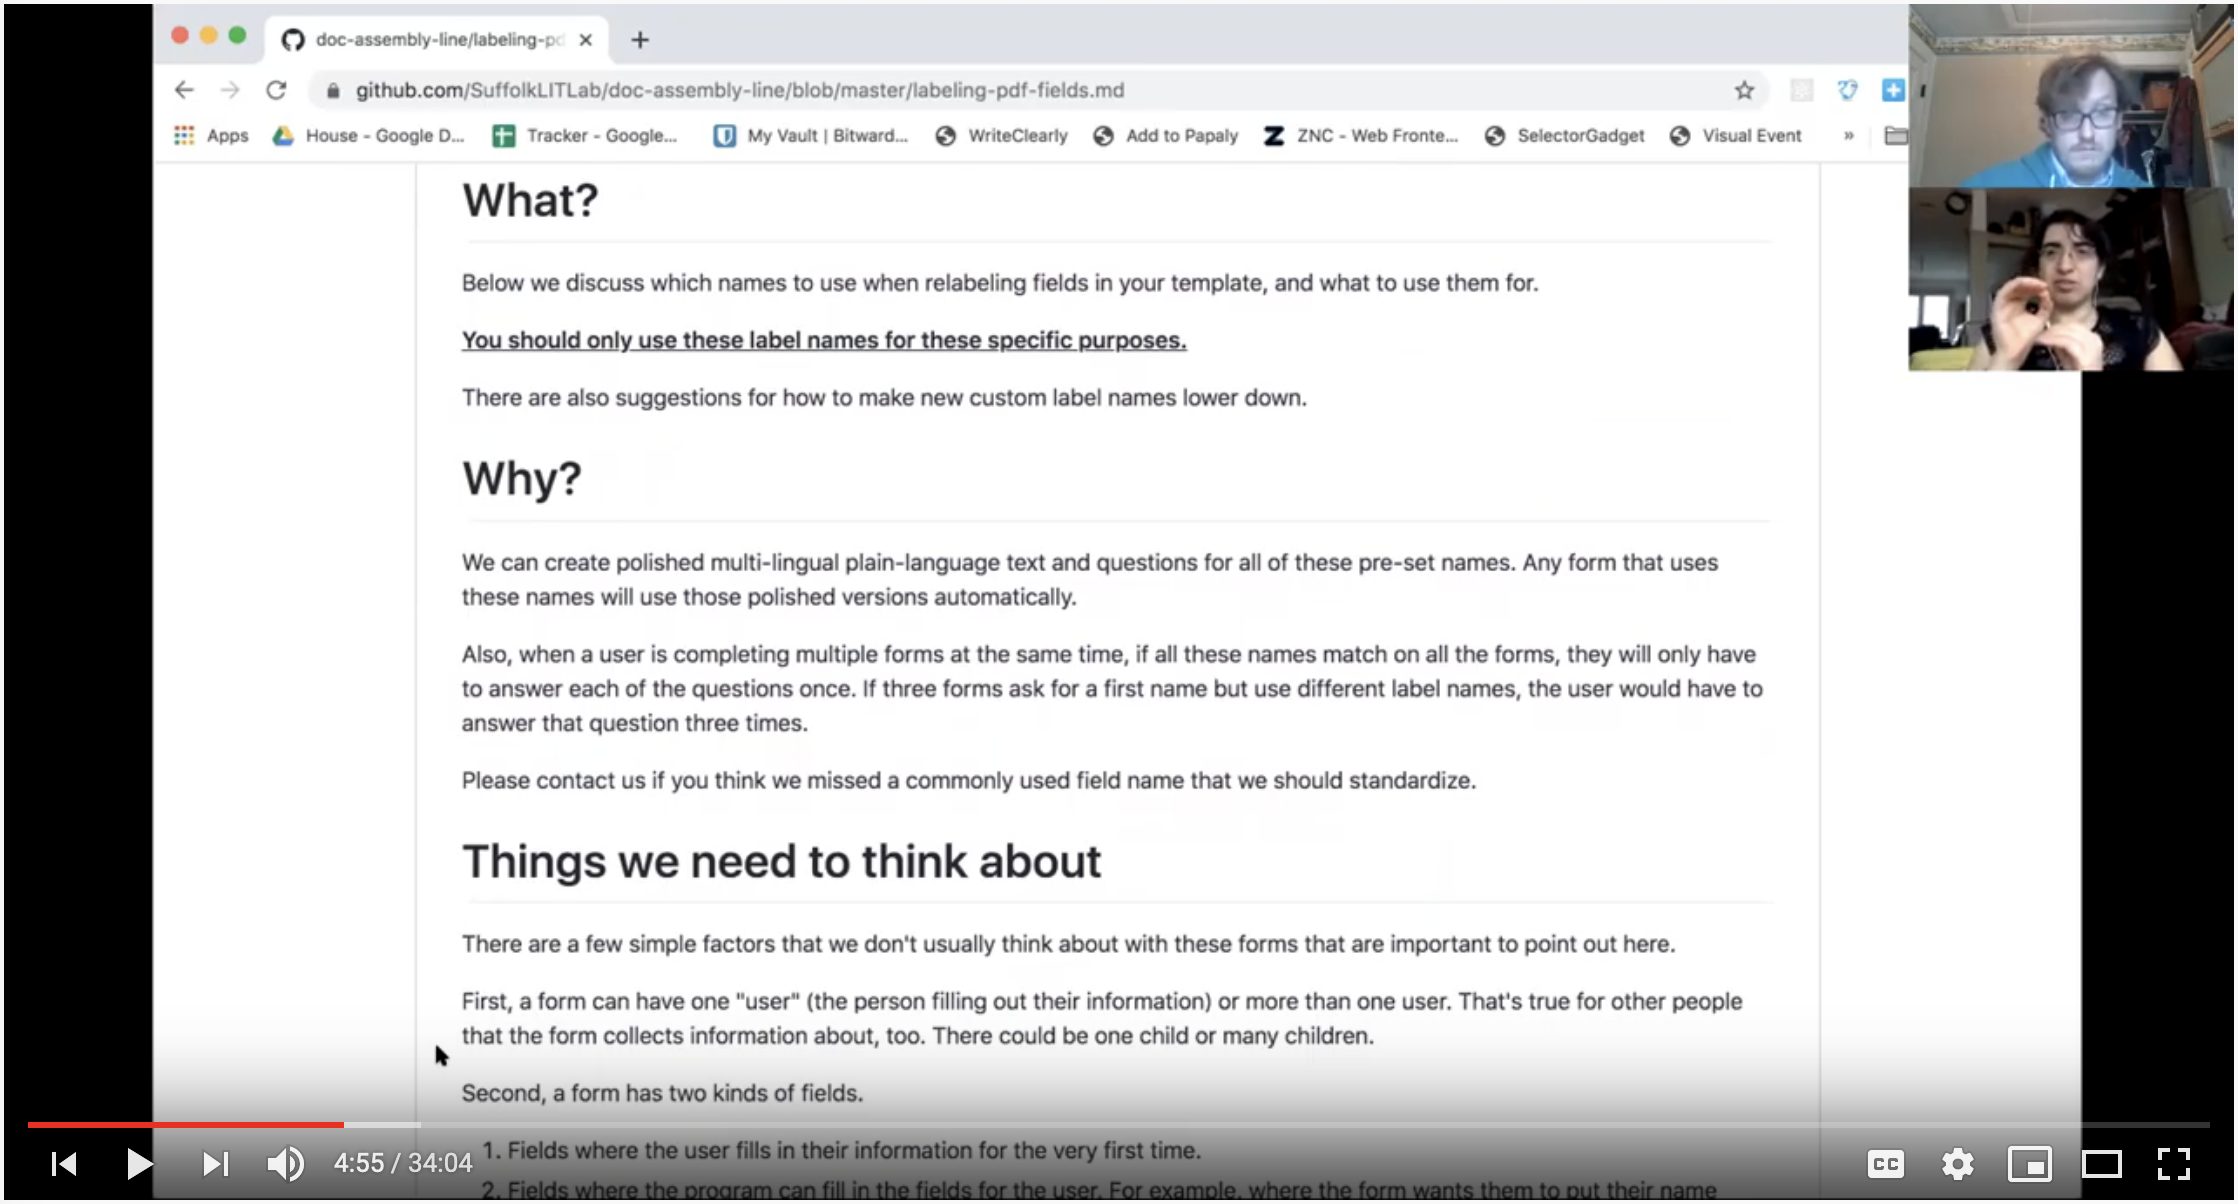 doc-assembly-line/labeling-pd
github.com/SuffolkLITLab/doc-assembly-line/blob/master/labeling-pdf-fields.md
Apps House - Google D... Tracker - Google... My Vault | Bitward... WriteClearly Add to Papaly ZNC - Web Fronte... SelectorGadget Visual Event »
What?
Below we discuss which names to use when relabeling fields in your template, and what to use them for.
You should only use these label names for these specific purposes.
There are also suggestions for how to make new custom label names lower down.
Why?
We can create polished multi-lingual plain-language text and questions for all of these pre-set names. Any form that uses
these names will use those polished versions automatically.
Also, when a user is completing multiple forms at the same time, if all these names match on all the forms, they will only have
to answer each of the questions once. If three forms ask for a first name but use different label names, the user would have to
answer that question three times.
Please contact us if you think we missed a commonly used field name that we should standardize.
Things we need to think about
There are a few simple factors that we don't usually think about with these forms that are important to point out here.
First, a form can have one "user" (the person filling out their information) or more than one user. That's true for other people
that the form collects information about, too. There could be one child or many children.
Second, a form has two kinds of fields.
1. Fields where the user fills in their information for the very first time.
2. Fields where the program can fill in the fields for the user. For example, where the form wants them to put their name
4:55 / 34:04
CC